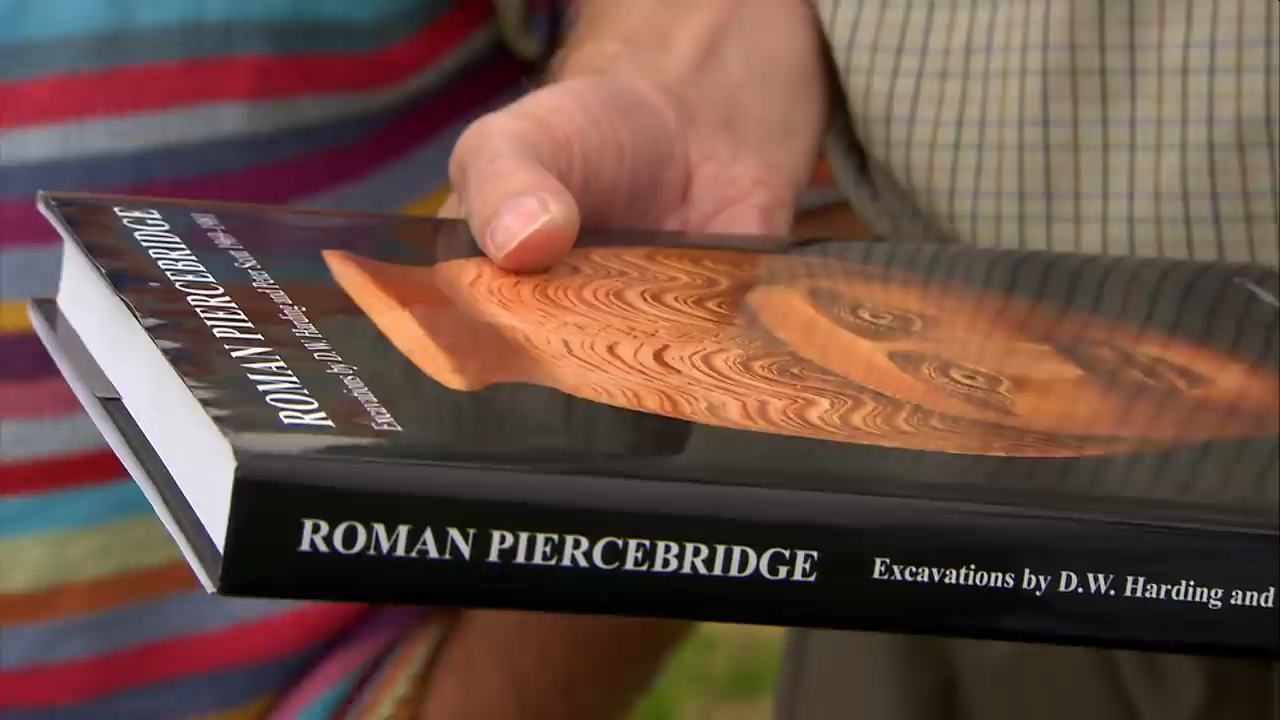 ROMAN PIERCEBRIDGE
Excavations by D.W. Harding and Peter Scott 1969-1981
ROMAN PIERCEBRIDGE
Excavations by D.W. Harding and